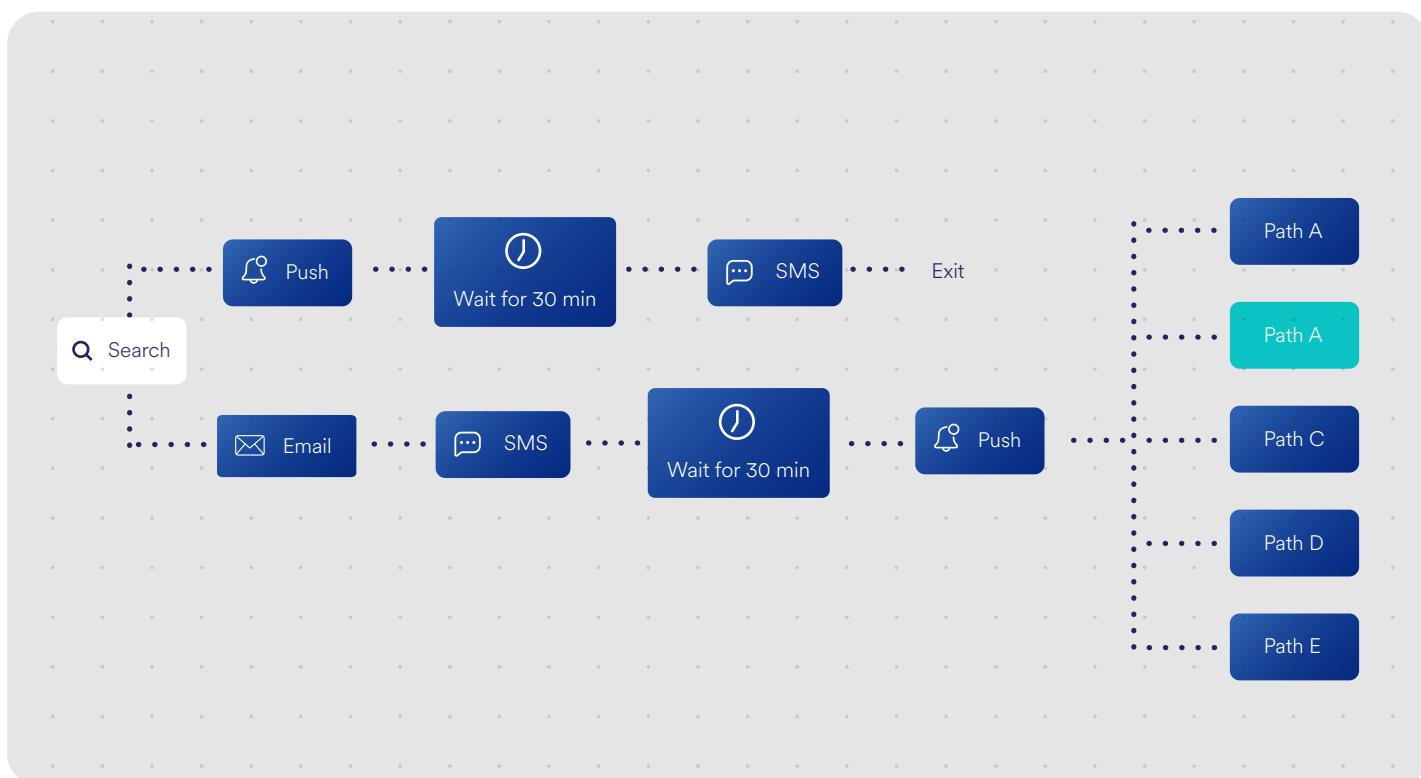 Search
Push
Wait for 30 min
SMS
Exit
Email
SMS
Wait for 30 min
Push
Path A
Path A
Path C
Path D
Path E